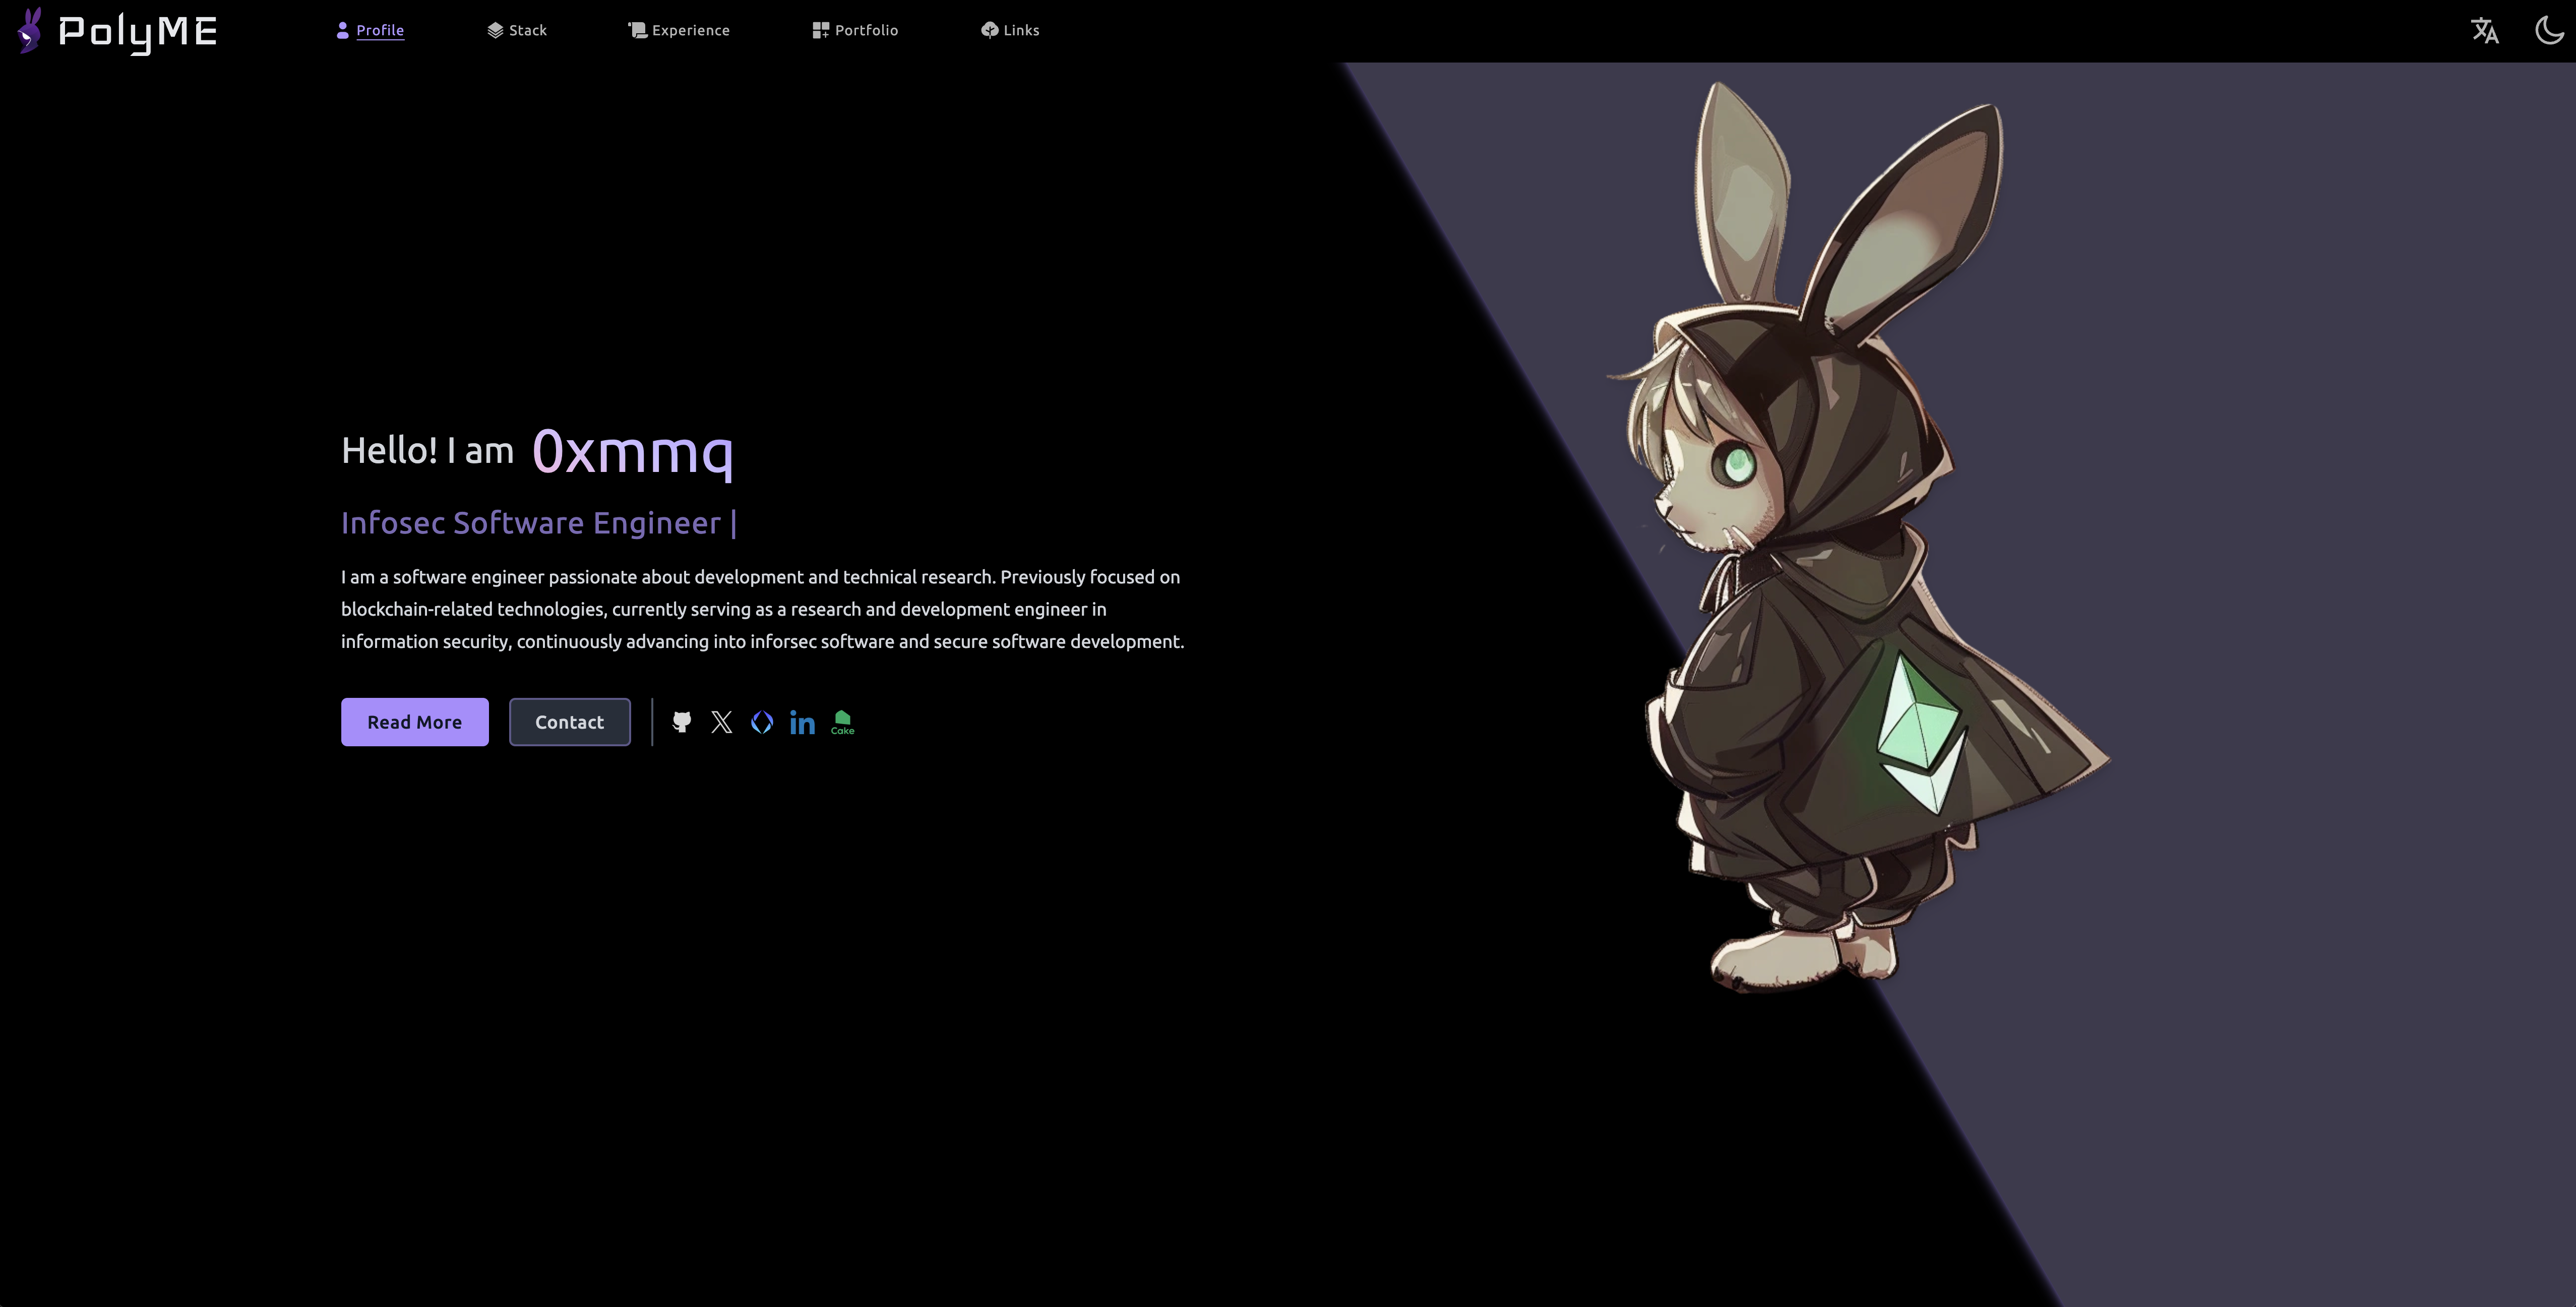 PolyME
Profile
Stack
Experience
Portfolio
Links
Hello! I am 0xmmq
Infosec Software Engineer |
I am a software engineer passionate about development and technical research. Previously focused on
blockchain-related technologies, currently serving as a research and development engineer in
information security, continuously advancing into inforsec software and secure software development.
Read More
Contact
Cake